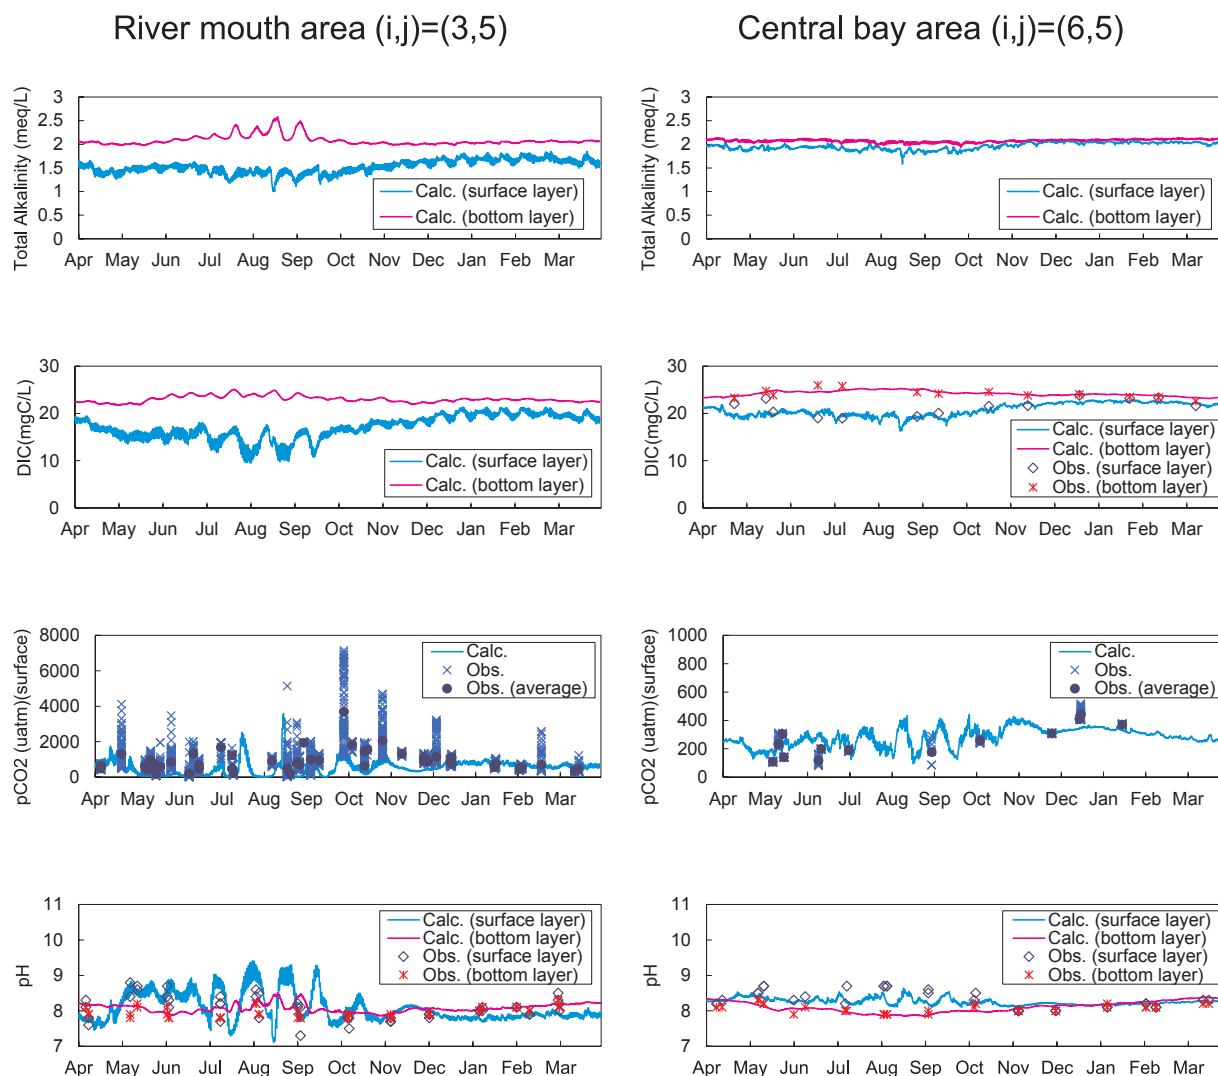 River mouth area (i,j)=(3,5)
Central bay area (i,j)=(6,5)
Total Alkalinity (meq/L)
3
2.5
2
1.5
1
0.5
0
Calc. (surface layer)
Calc. (bottom layer)
Apr May Jun Jul Aug Sep Oct Nov Dec Jan Feb Mar
Total Alkalinity (meq/L)
3
2.5
2
1.5
1
0.5
0
Calc. (surface layer)
Calc. (bottom layer)
Apr May Jun Jul Aug Sep Oct Nov Dec Jan Feb Mar
DIC(mgC/L)
30
20
10
0
Calc. (surface layer)
Calc. (bottom layer)
Apr May Jun Jul Aug Sep Oct Nov Dec Jan Feb Mar
DIC(mgC/L)
30
20
10
0
Calc. (surface layer)
Calc. (bottom layer)
Obs. (surface layer)
Obs. (bottom layer)
Apr May Jun Jul Aug Sep Oct Nov Dec Jan Feb Mar
pCO2 (uatm)(surface)
8000
6000
4000
2000
0
Calc.
Obs.
Obs. (average)
Apr May Jun Jul Aug Sep Oct Nov Dec Jan Feb Mar
pCO2 (uatm)(surface)
1000
800
600
400
200
0
Calc.
Obs.
Obs. (average)
Apr May Jun Jul Aug Sep Oct Nov Dec Jan Feb Mar
pH
11
10
9
8
7
Calc. (surface layer)
Calc. (bottom layer)
Obs. (surface layer)
Obs. (bottom layer)
Apr May Jun Jul Aug Sep Oct Nov Dec Jan Feb Mar
pH
11
10
9
8
7
Calc. (surface layer)
Calc. (bottom layer)
Obs. (surface layer)
Obs. (bottom layer)
Apr May Jun Jul Aug Sep Oct Nov Dec Jan Feb Mar